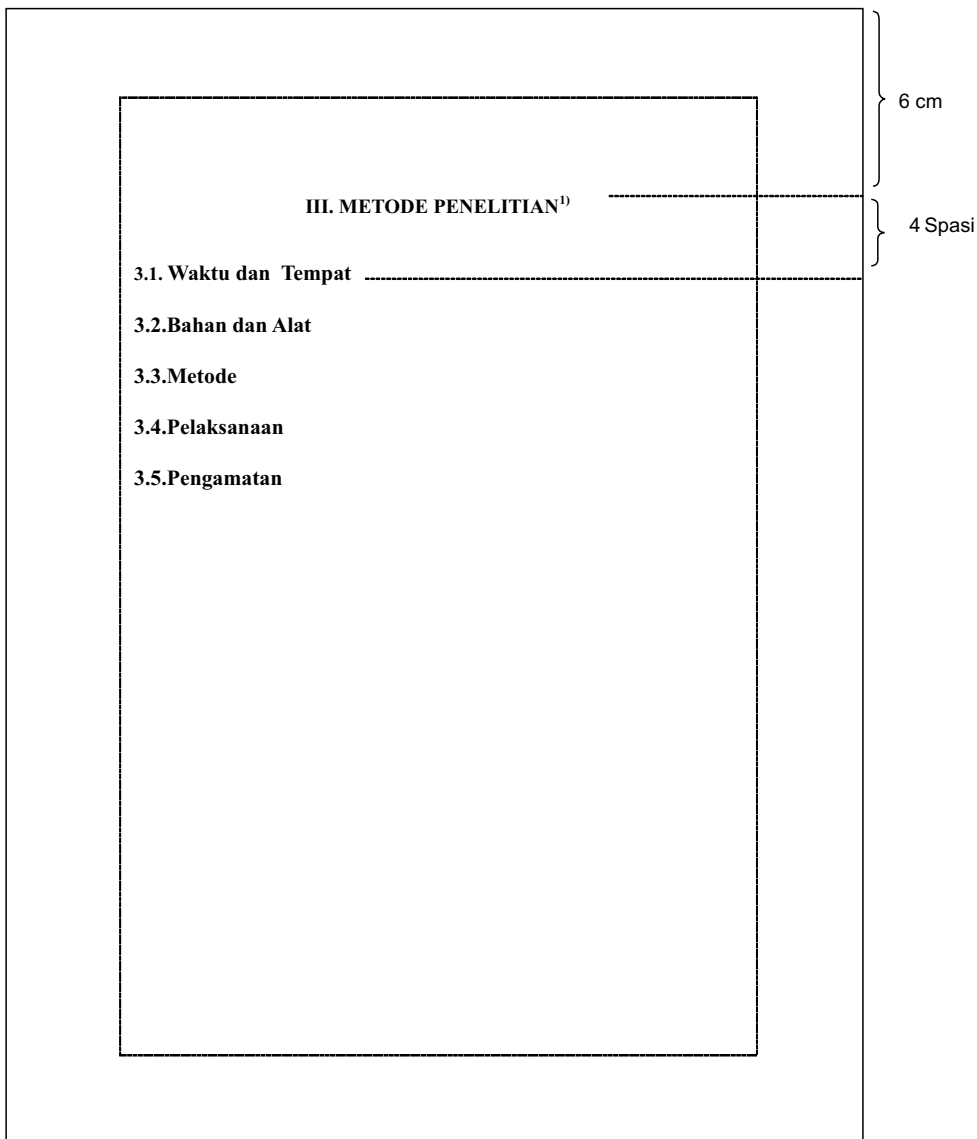 6 cm
III. METODE PENELITIAN¹⁾
4 Spasi
3.1. Waktu dan  Tempat
3.2.Bahan dan Alat
3.3.Metode
3.4.Pelaksanaan
3.5.Pengamatan